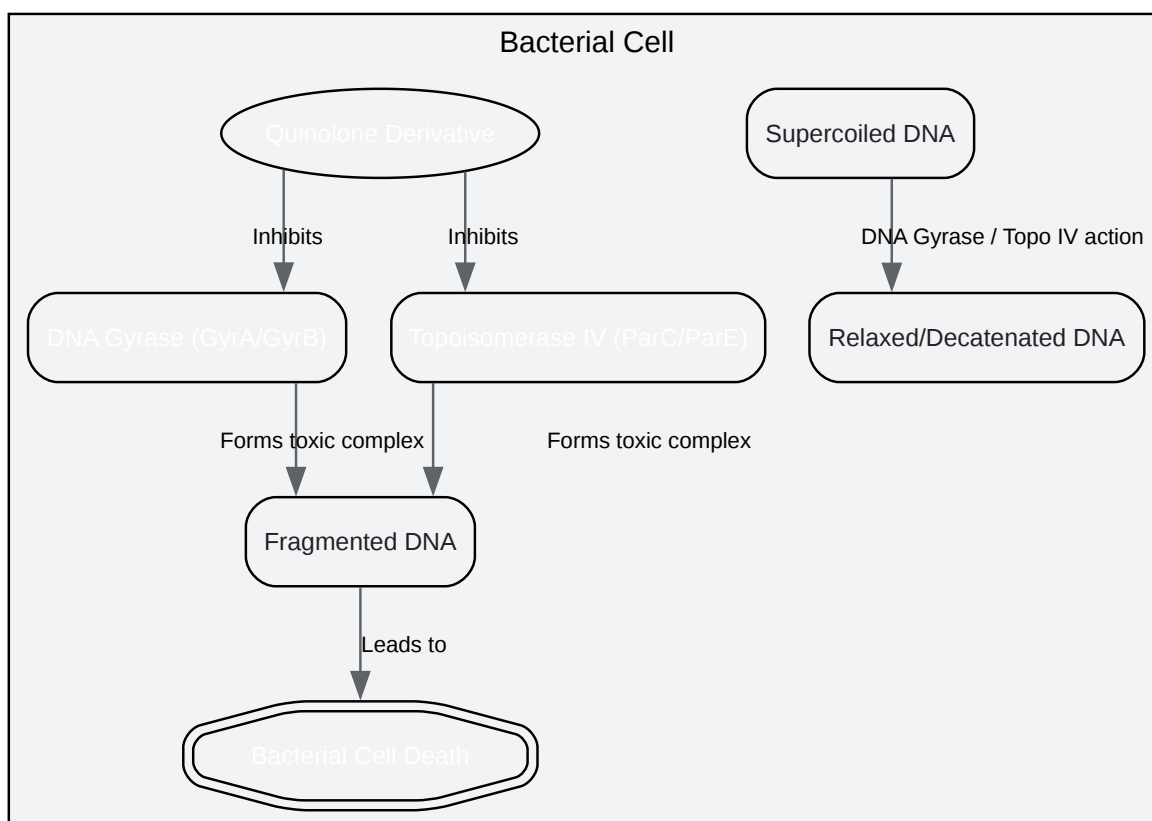 Bacterial Cell
Quinolone Derivative
Supercoiled DNA
Inhibits
Inhibits
DNA Gyrase / Topo IV action
DNA Gyrase (GyrA/GyrB)
Topoisomerase IV (ParC/ParE)
Relaxed/Decatenated DNA
Forms toxic complex
Forms toxic complex
Fragmented DNA
Leads to
Bacterial Cell Death